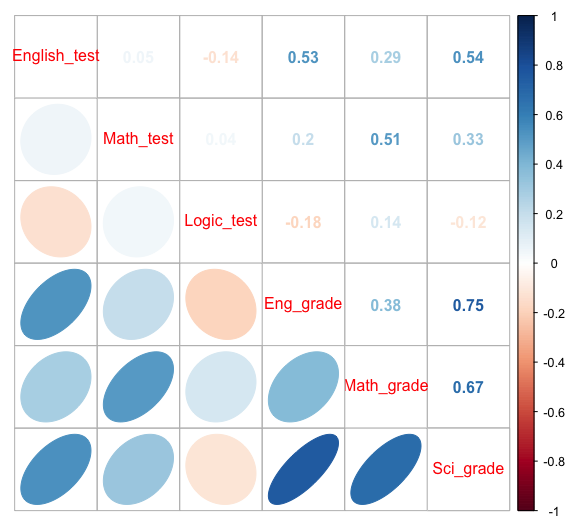 English_test 0.05 -0.14 0.53 0.29 0.54
Math_test 0.04 0.2 0.51 0.33
Logic_test -0.18 0.14 -0.12
Eng_grade 0.38 0.75
Math_grade 0.67
Sci_grade
1
0.8
0.6
0.4
0.2
0
-0.2
-0.4
-0.6
-0.8
-1